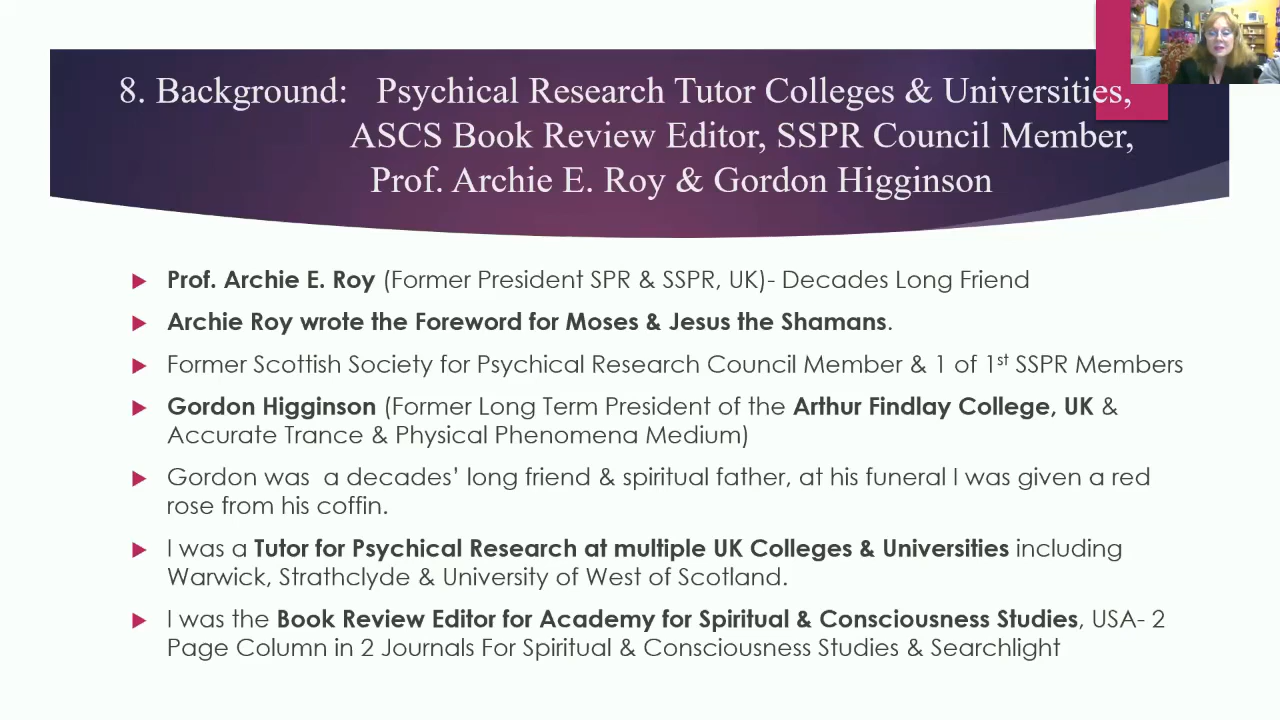 8. Background: Psychical Research Tutor Colleges & Universities,
ASCS Book Review Editor, SSPR Council Member,
Prof. Archie E. Roy & Gordon Higginson
Prof. Archie E. Roy (Former President SPR & SSPR, UK)- Decades Long Friend
Archie Roy wrote the Foreword for Moses & Jesus the Shamans.
Former Scottish Society for Psychical Research Council Member & 1 of 1st SSPR Members
Gordon Higginson (Former Long Term President of the Arthur Findlay College, UK &
Accurate Trance & Physical Phenomena Medium)
Gordon was a decades’ long friend & spiritual father, at his funeral I was given a red
rose from his coffin.
I was a Tutor for Psychical Research at multiple UK Colleges & Universities including
Warwick, Strathclyde & University of West of Scotland.
I was the Book Review Editor for Academy for Spiritual & Consciousness Studies, USA- 2
Page Column in 2 Journals For Spiritual & Consciousness Studies & Searchlight